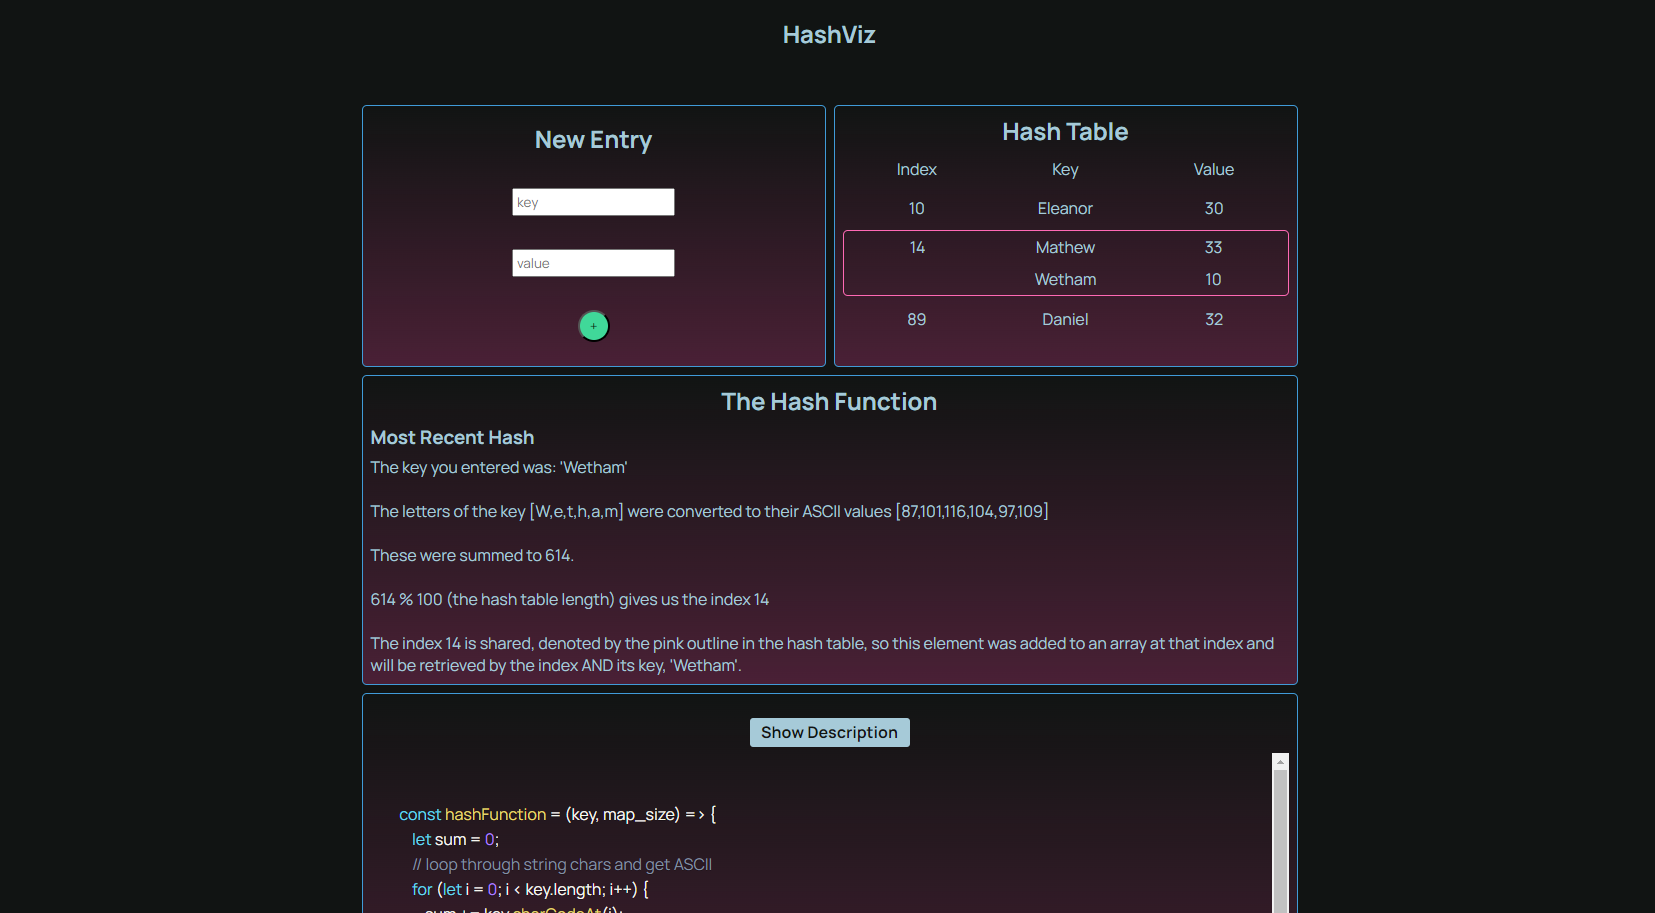 HashViz
New Entry
key
value
+
Hash Table
Index Key Value
10 Eleanor 30
14 Mathew 33
Wetham 10
89 Daniel 32
The Hash Function
Most Recent Hash
The key you entered was: 'Wetham'
The letters of the key [W,e,t,h,a,m] were converted to their ASCII values [87,101,116,104,97,109]
These were summed to 614.
614 % 100 (the hash table length) gives us the index 14
The index 14 is shared, denoted by the pink outline in the hash table, so this element was added to an array at that index and
will be retrieved by the index AND its key, 'Wetham'.
Show Description
const hashFunction = (key, map_size) => {
let sum = 0;
// loop through string chars and get ASCII
for (let i = 0; i < key.length; i++) {
sum += key.charCodeAt(i);